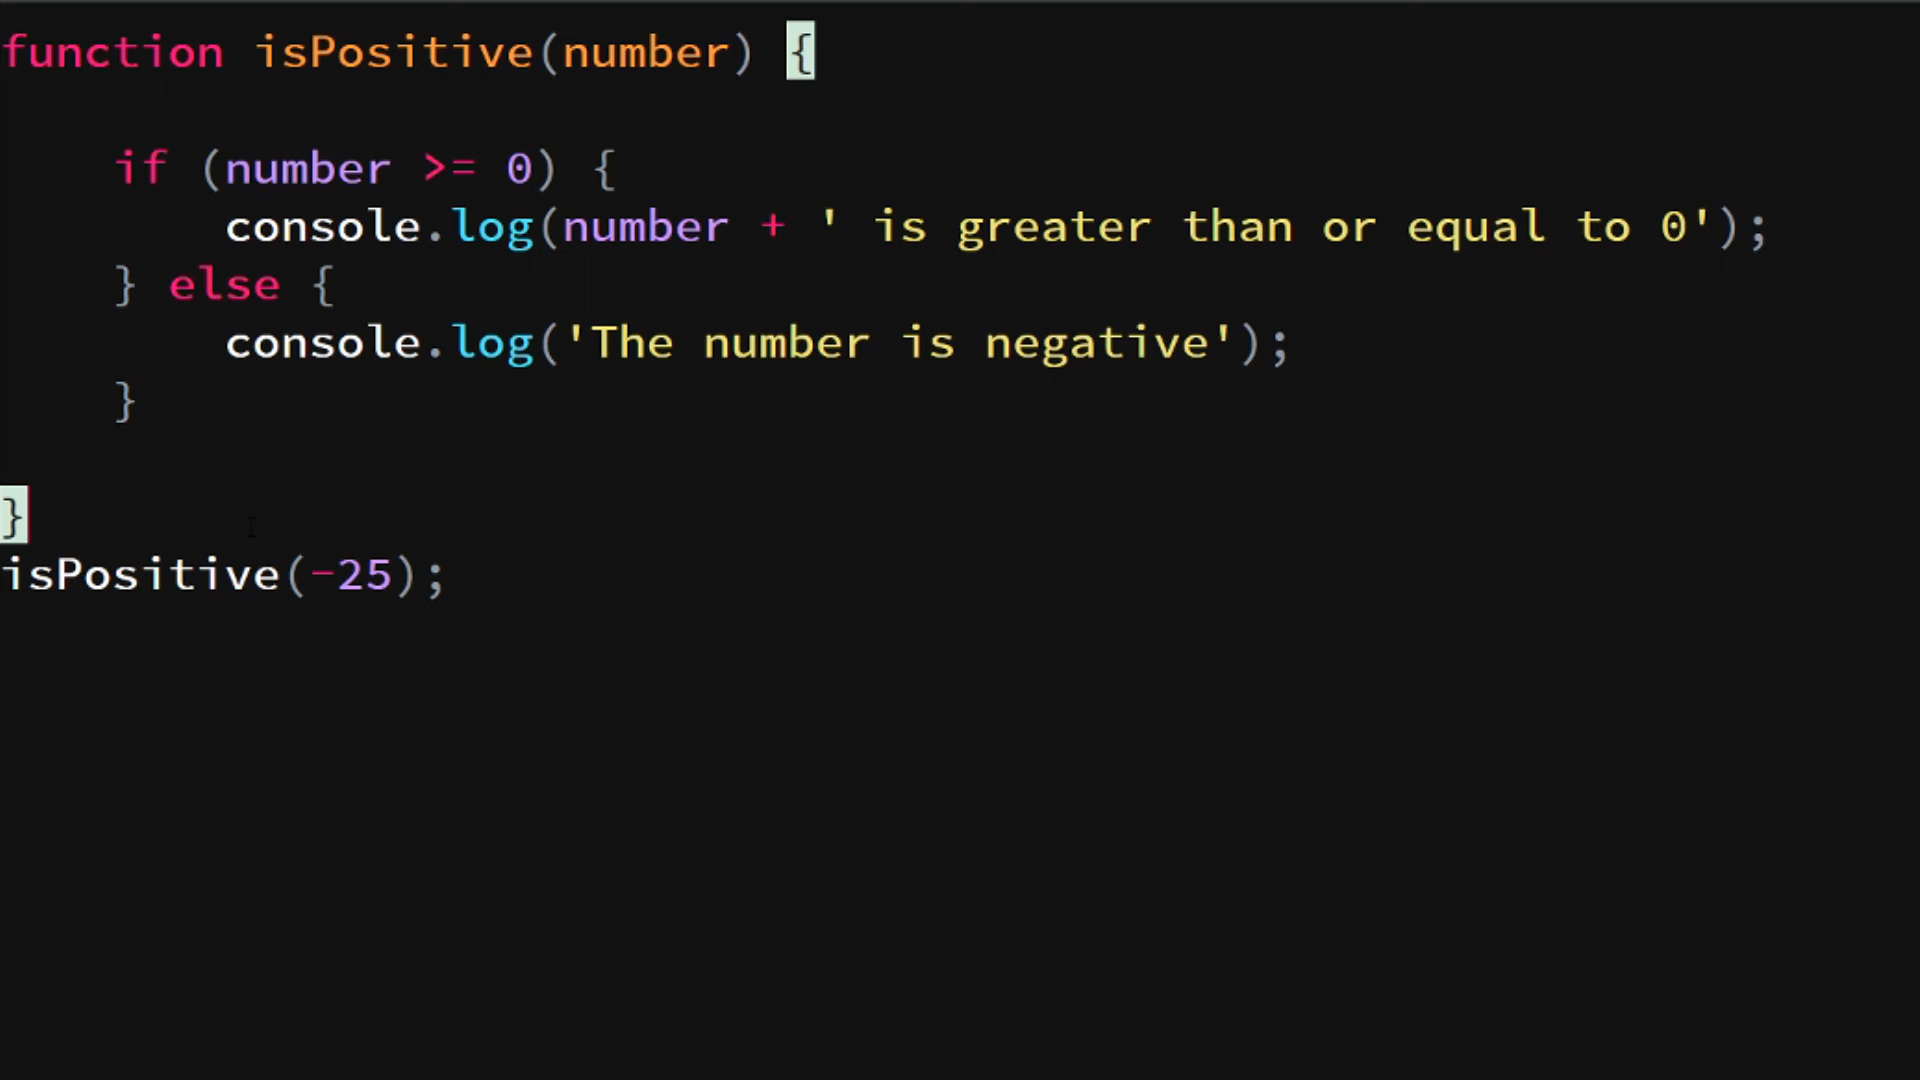 function isPositive(number) {
    if (number >= 0) {
        console.log(number + ' is greater than or equal to 0');
    } else {
        console.log('The number is negative');
    }
}
isPositive(-25);